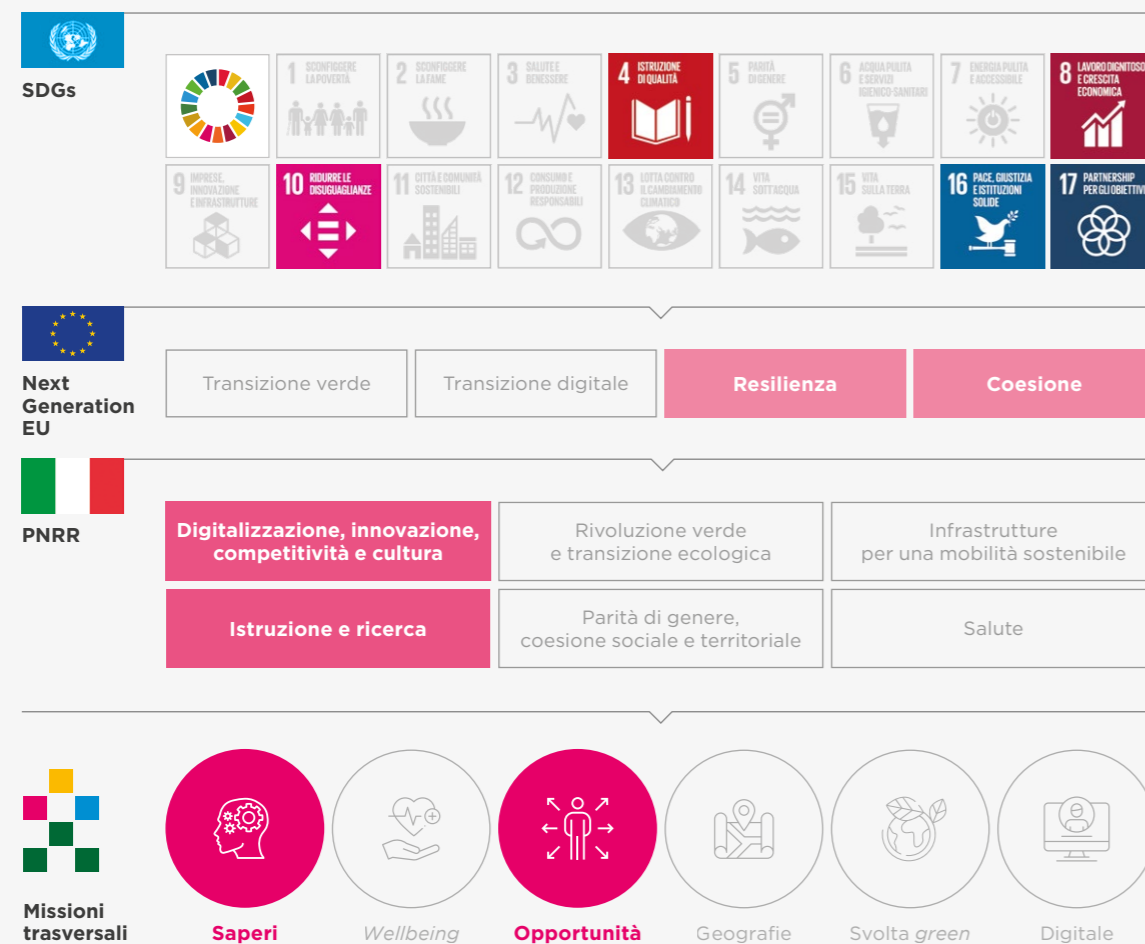 SDGs
1 SCONFIGGERE
LA POVERTÀ
2 SCONFIGGERE
LA FAME
3 SALUTE E
BENESSERE
4 ISTRUZIONE
DI QUALITÀ
5 PARITÀ
DI GENERE
6 ACQUA PULITA
E SERVIZI
IGIENICO-SANITARI
7 ENERGIA PULITA
E ACCESSIBILE
8 LAVORO DIGNITOSO
E CRESCITA
ECONOMICA
9 IMPRESE,
INNOVAZIONE
E INFRASTRUTTURE
10 RIDURRE LE
DISUGUAGLIANZE
11 CITTÀ E COMUNITÀ
SOSTENIBILI
12 CONSUMO E
PRODUZIONE
RESPONSABILI
13 LOTTA CONTRO
IL CAMBIAMENTO
CLIMATICO
14 VITA
SOTT'ACQUA
15 VITA
SULLA TERRA
16 PACE, GIUSTIZIA
E ISTITUZIONI
SOLIDE
17 PARTNERSHIP
PER GLI OBIETTIVI
Next
Generation
EU
Transizione verde
Transizione digitale
Resilienza
Coesione
PNRR
Digitalizzazione, innovazione,
competitività e cultura
Rivoluzione verde
e transizione ecologica
Infrastrutture
per una mobilità sostenibile
Istruzione e ricerca
Parità di genere,
coesione sociale e territoriale
Salute
Missioni
trasversali
Saperi
Wellbeing
Opportunità
Geografie
Svolta green
Digitale